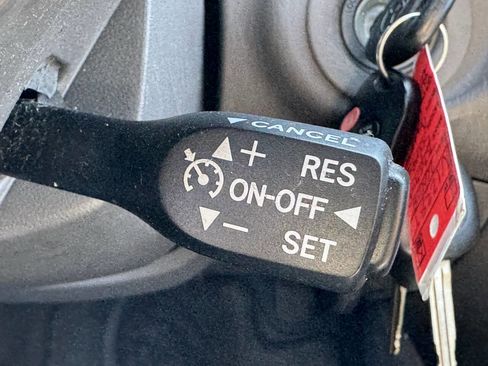 CANCEL
+ RES
ON-OFF
- SET